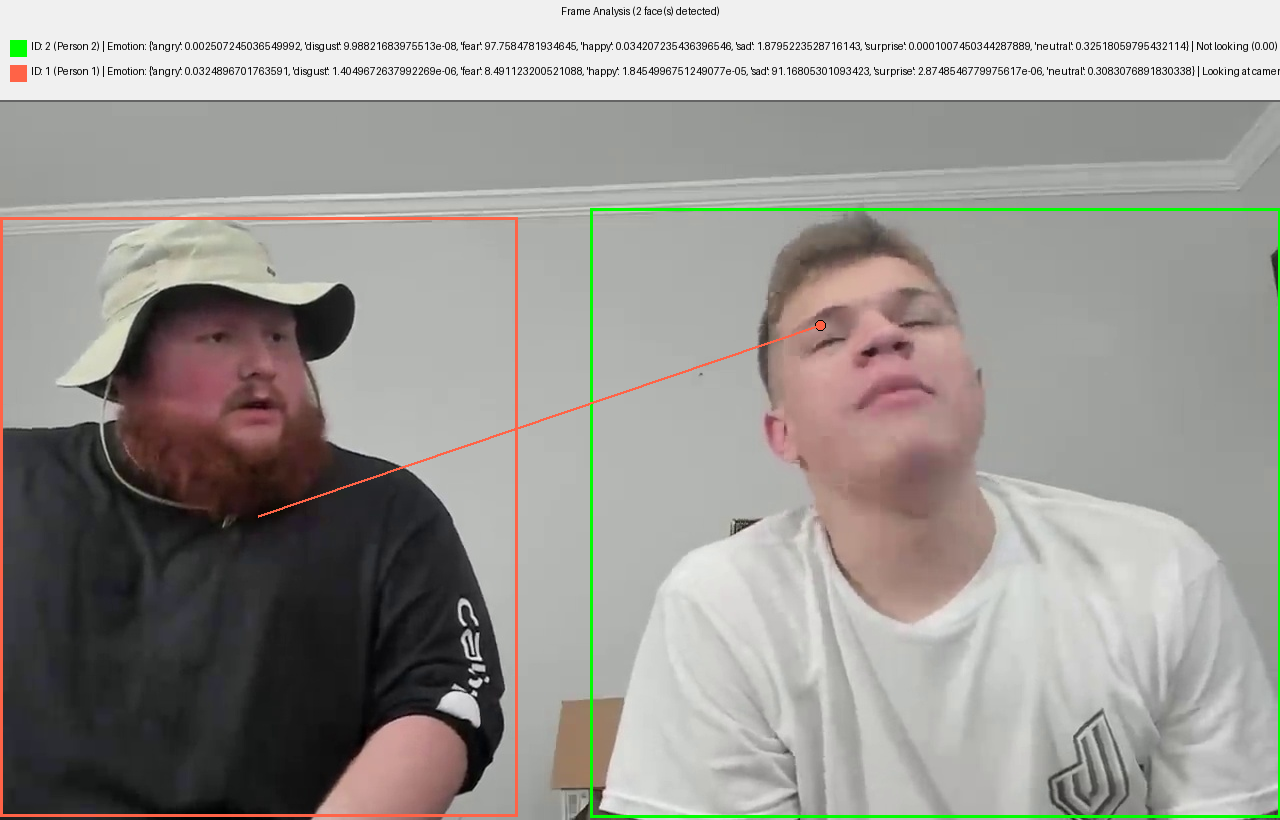 Frame Analysis (2 face(s) detected)
ID: 2 (Person 2) | Emotion: {'angry': 0.002507245036549992, 'disgust': 9.98821683975513e-08, 'fear': 97.7584781934645, 'happy': 0.034207235436396546, 'sad': 1.8795223528716143, 'surprise': 0.0001007450344287889, 'neutral': 0.32518059795432114} | Not looking (0.00)
ID: 1 (Person 1) | Emotion: {'angry': 0.0324896701763591, 'disgust': 1.4049672637992269e-06, 'fear': 8.491123200521088, 'happy': 1.8454996751249077e-05, 'sad': 91.16805301093423, 'surprise': 2.8748546779975617e-06, 'neutral': 0.3083076891830338} | Looking at camer